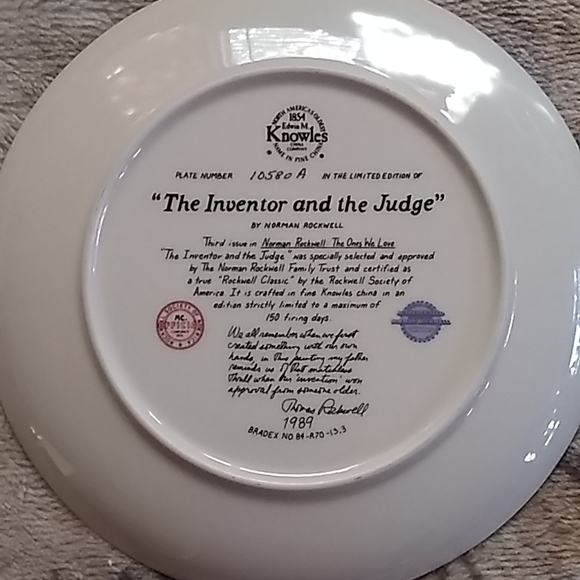 NORTH AMERICA'S OLDEST
1854
Edwin M.
Knowles
CHINA
COMPANY
NAME IN FINE CHINA
PLATE NUMBER 10580 A IN THE LIMITED EDITION OF
"The Inventor and the Judge"
BY NORMAN ROCKWELL
Third issue in Norman Rockwell The Ones We Love
"The Inventor and the Judge" was specially selected and approved
by The Norman Rockwell Family Trust and certified as
a true "Rockwell Classic" by the Rockwell Society of
America. It is crafted in fine Knowles china in an
edition strictly limited to a maximum of
150 firing days.
We all remember when we first
created something with our own
hands, in this painting my father
reminds us of that matchless
thrill when the 'invention' won
approval from someone older.
Thomas Rockwell
1989
BRADEX NO. 84-R70-15.3